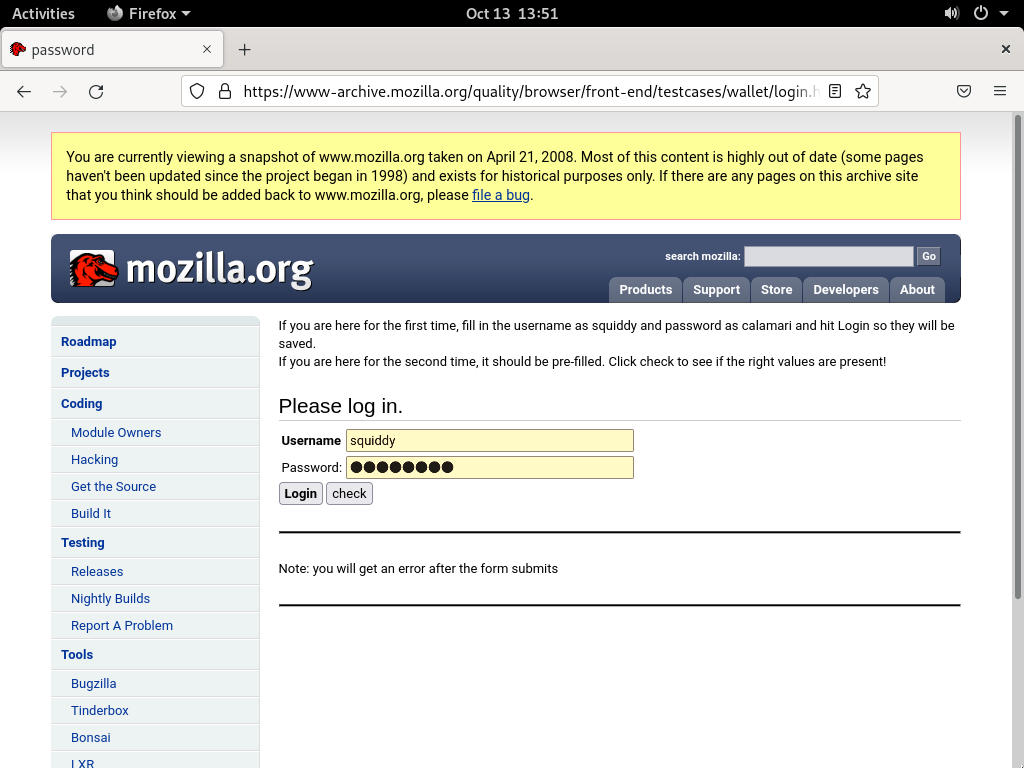 Activities Firefox Oct 13 13:51
password
https://www-archive.mozilla.org/quality/browser/front-end/testcases/wallet/login.h
You are currently viewing a snapshot of www.mozilla.org taken on April 21, 2008. Most of this content is highly out of date (some pages
haven't been updated since the project began in 1998) and exists for historical purposes only. If there are any pages on this archive site
that you think should be added back to www.mozilla.org, please file a bug.
mozilla.org
search mozilla: Go
Products Support Store Developers About
Roadmap
Projects
Coding
Module Owners
Hacking
Get the Source
Build It
Testing
Releases
Nightly Builds
Report A Problem
Tools
Bugzilla
Tinderbox
Bonsai
LXR
If you are here for the first time, fill in the username as squiddy and password as calamari and hit Login so they will be
saved.
If you are here for the second time, it should be pre-filled. Click check to see if the right values are present!
Please log in.
Username squiddy
Password: ●●●●●●●●
Login check
Note: you will get an error after the form submits